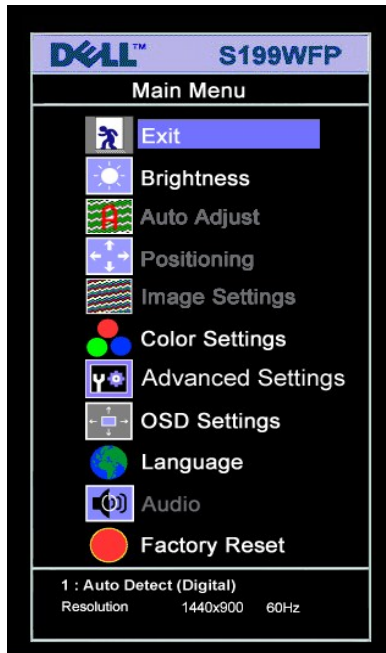 DELL™ S199WFP
Main Menu
Exit
Brightness
Auto Adjust
Positioning
Image Settings
Color Settings
Advanced Settings
OSD Settings
Language
Audio
Factory Reset
1 : Auto Detect (Digital)
Resolution 1440x900 60Hz